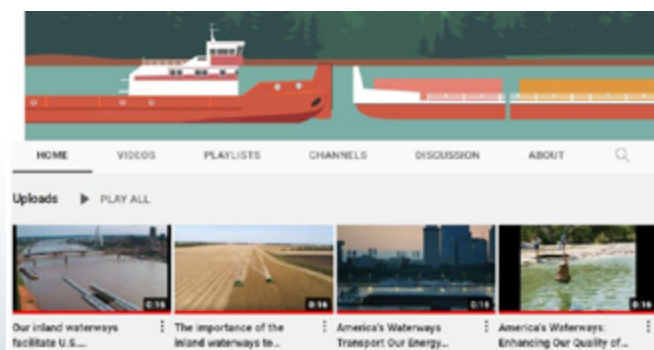 HOME VIDEOS PLAYLISTS CHANNELS DISCUSSION ABOUT
Uploads PLAY ALL
0:16 0:16 0:16 0:16
Our inland waterways The importance of the America's Waterways America's Waterways:
facilitate U.S.... inland waterways to... Transport Our Energy... Enhancing Our Quality of...